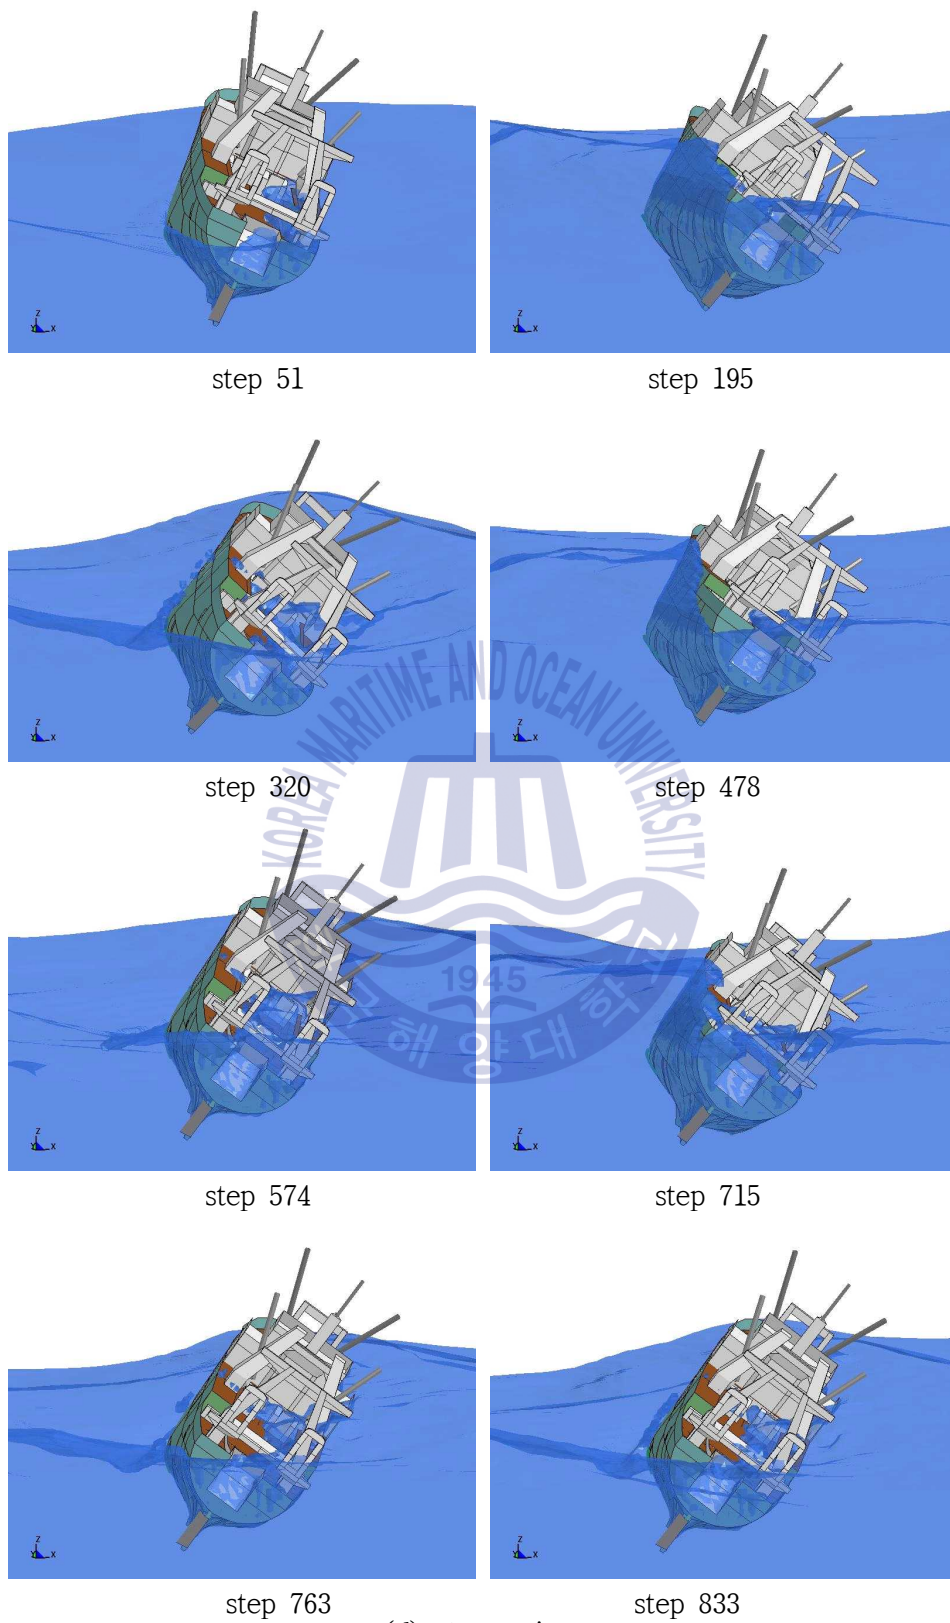 Z
X
Z
X
step 51
step 195
Z
X
Z
X
step 320
step 478
KOREA MARITIME AND OCEAN UNIVERSITY
1945
해양대학
Z
X
Z
X
step 574
step 715
Z
X
Z
X
step 763
step 833